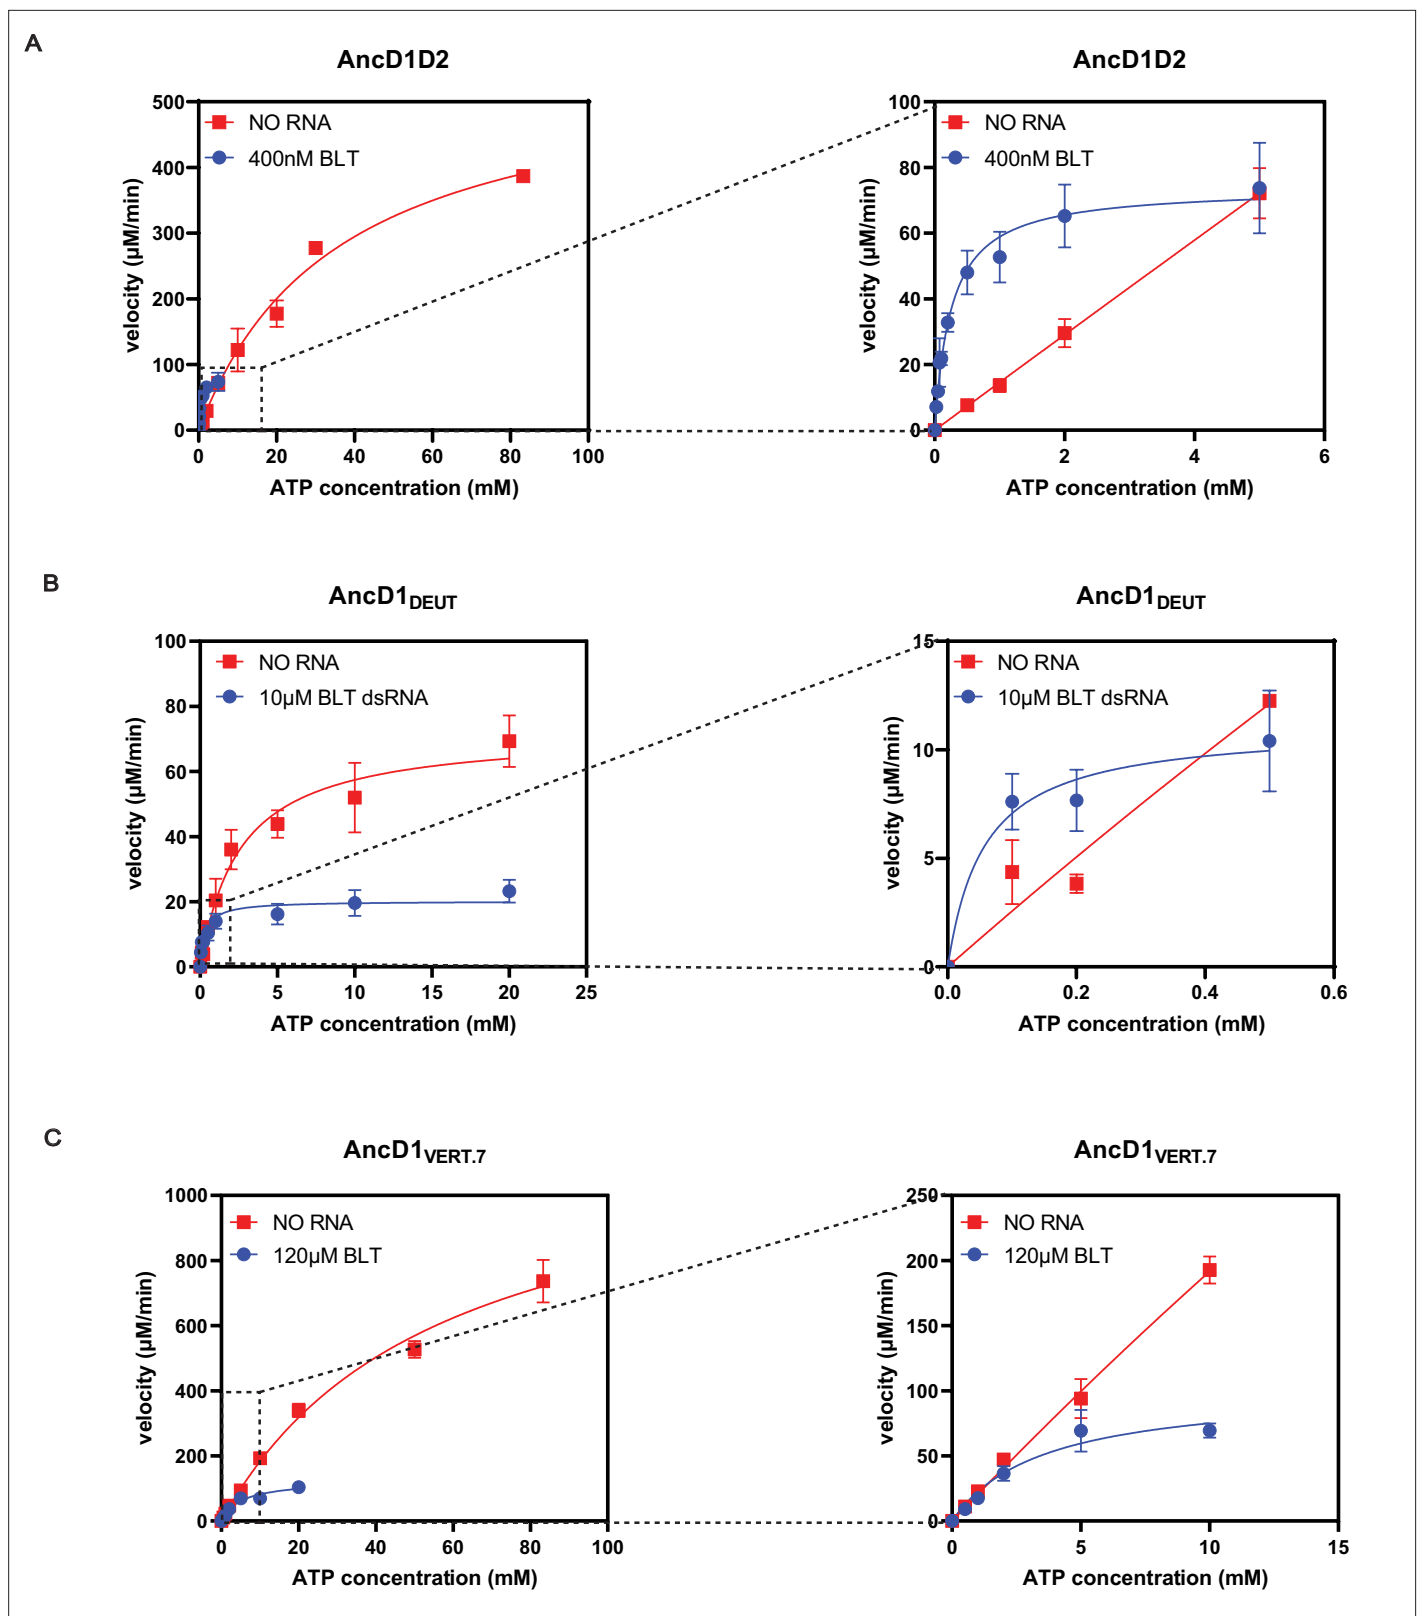 A
AncD1D2
500
400
300
200
100
0
velocity (µM/min)
NO RNA
400nM BLT
0 20 40 60 80 100
ATP concentration (mM)
AncD1D2
100
80
60
40
20
0
velocity (µM/min)
NO RNA
400nM BLT
0 2 4 6
ATP concentration (mM)
B
AncD1DEUT
100
80
60
40
20
0
velocity (µM/min)
NO RNA
10µM BLT dsRNA
0 5 10 15 20 25
ATP concentration (mM)
AncD1DEUT
15
10
5
0
velocity (µM/min)
NO RNA
10µM BLT dsRNA
0.0 0.2 0.4 0.6
ATP concentration (mM)
C
AncD1VERT.7
1000
800
600
400
200
0
velocity (µM/min)
NO RNA
120µM BLT
0 20 40 60 80 100
ATP concentration (mM)
AncD1VERT.7
250
200
150
100
50
0
velocity (µM/min)
NO RNA
120µM BLT
0 5 10 15
ATP concentration (mM)